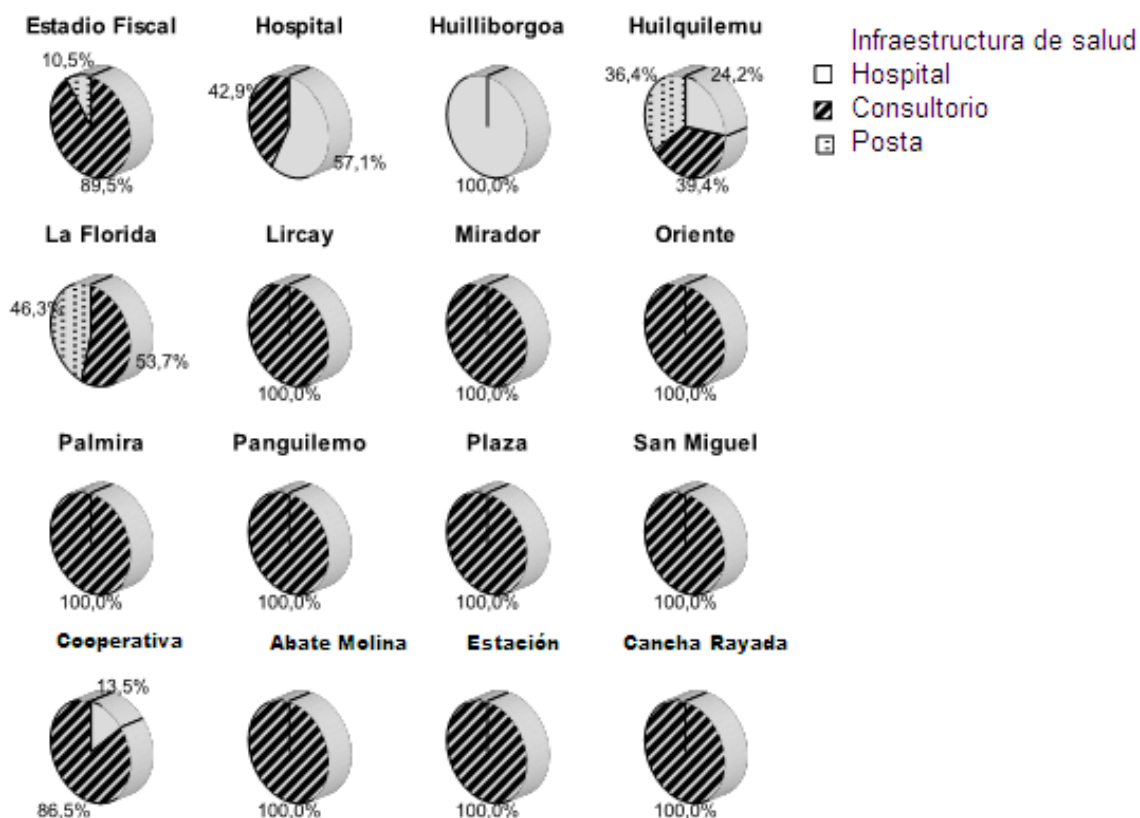 Estadio Fiscal
10,5%
89,5%
Hospital
42,9%
57,1%
Huilliborgoa
100,0%
Huilquilemu
36,4%
24,2%
39,4%
Infraestructura de salud
Hospital
Consultorio
Posta
La Florida
46,3%
53,7%
Lircay
100,0%
Mirador
100,0%
Oriente
100,0%
Palmira
100,0%
Panguilemo
100,0%
Plaza
100,0%
San Miguel
100,0%
Cooperativa
13,5%
86,5%
Abate Molina
100,0%
Estación
100,0%
Cancha Rayada
100,0%